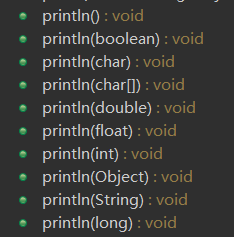 println() : void
println(boolean) : void
println(char) : void
println(char[]) : void
println(double) : void
println(float) : void
println(int) : void
println(Object) : void
println(String) : void
println(long) : void